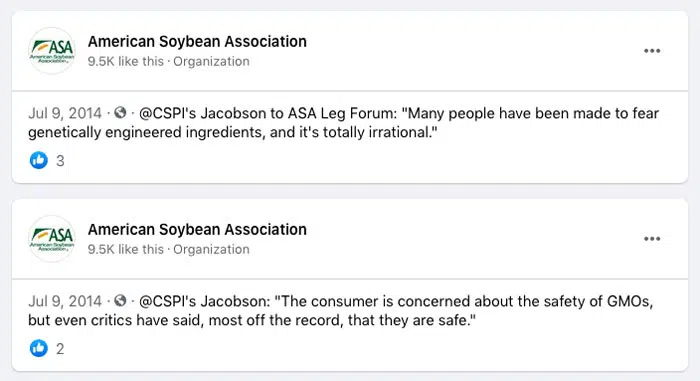 ASA
American Soybean
Association
American Soybean Association
9.5K like this · Organization
Jul 9, 2014 · · @CSPI's Jacobson to ASA Leg Forum: "Many people have been made to fear
genetically engineered ingredients, and it's totally irrational."
3
ASA
American Soybean
Association
American Soybean Association
9.5K like this · Organization
Jul 9, 2014 · · @CSPI's Jacobson: "The consumer is concerned about the safety of GMOs,
but even critics have said, most off the record, that they are safe."
2